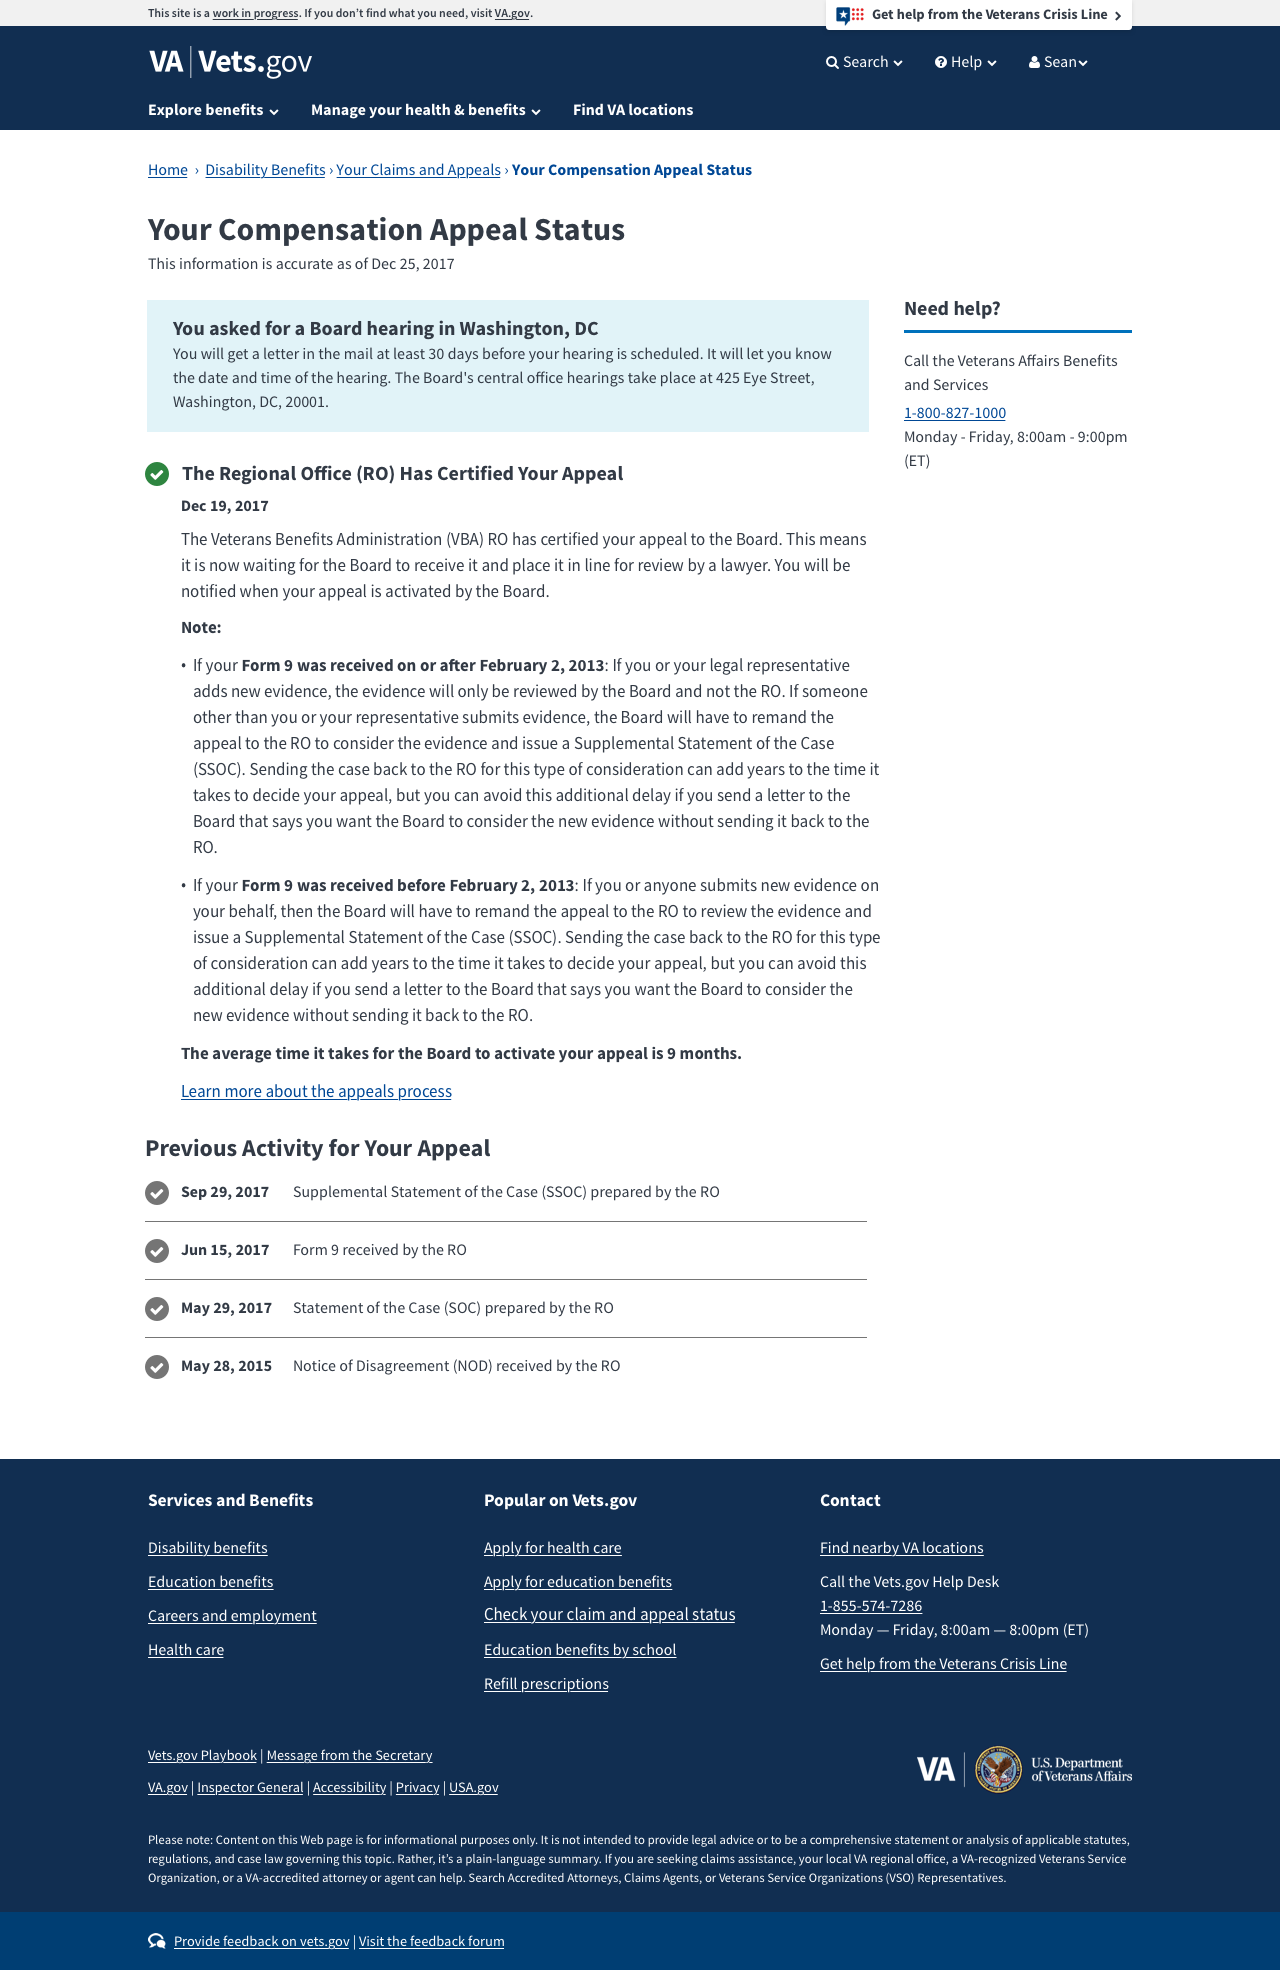 This site is a work in progress. If you don’t find what you need, visit VA.gov.
Get help from the Veterans Crisis Line
VA | Vets.gov
Search
Help
Sean
Explore benefits
Manage your health & benefits
Find VA locations
Home › Disability Benefits › Your Claims and Appeals › Your Compensation Appeal Status
Your Compensation Appeal Status
This information is accurate as of Dec 25, 2017
You asked for a Board hearing in Washington, DC
You will get a letter in the mail at least 30 days before your hearing is scheduled. It will let you know
the date and time of the hearing. The Board's central office hearings take place at 425 Eye Street,
Washington, DC, 20001.
Need help?
Call the Veterans Affairs Benefits
and Services
1-800-827-1000
Monday - Friday, 8:00am - 9:00pm
(ET)
The Regional Office (RO) Has Certified Your Appeal
Dec 19, 2017
The Veterans Benefits Administration (VBA) RO has certified your appeal to the Board. This means
it is now waiting for the Board to receive it and place it in line for review by a lawyer. You will be
notified when your appeal is activated by the Board.
Note:
• If your Form 9 was received on or after February 2, 2013: If you or your legal representative
adds new evidence, the evidence will only be reviewed by the Board and not the RO. If someone
other than you or your representative submits evidence, the Board will have to remand the
appeal to the RO to consider the evidence and issue a Supplemental Statement of the Case
(SSOC). Sending the case back to the RO for this type of consideration can add years to the time it
takes to decide your appeal, but you can avoid this additional delay if you send a letter to the
Board that says you want the Board to consider the new evidence without sending it back to the
RO.
• If your Form 9 was received before February 2, 2013: If you or anyone submits new evidence on
your behalf, then the Board will have to remand the appeal to the RO to review the evidence and
issue a Supplemental Statement of the Case (SSOC). Sending the case back to the RO for this type
of consideration can add years to the time it takes to decide your appeal, but you can avoid this
additional delay if you send a letter to the Board that says you want the Board to consider the
new evidence without sending it back to the RO.
The average time it takes for the Board to activate your appeal is 9 months.
Learn more about the appeals process
Previous Activity for Your Appeal
Sep 29, 2017 Supplemental Statement of the Case (SSOC) prepared by the RO
Jun 15, 2017 Form 9 received by the RO
May 29, 2017 Statement of the Case (SOC) prepared by the RO
May 28, 2015 Notice of Disagreement (NOD) received by the RO
Services and Benefits
Disability benefits
Education benefits
Careers and employment
Health care
Popular on Vets.gov
Apply for health care
Apply for education benefits
Check your claim and appeal status
Education benefits by school
Refill prescriptions
Contact
Find nearby VA locations
Call the Vets.gov Help Desk
1-855-574-7286
Monday — Friday, 8:00am — 8:00pm (ET)
Get help from the Veterans Crisis Line
Vets.gov Playbook | Message from the Secretary
VA.gov | Inspector General | Accessibility | Privacy | USA.gov
VA | U.S. Department
of Veterans Affairs
Please note: Content on this Web page is for informational purposes only. It is not intended to provide legal advice or to be a comprehensive statement or analysis of applicable statutes,
regulations, and case law governing this topic. Rather, it’s a plain-language summary. If you are seeking claims assistance, your local VA regional office, a VA-recognized Veterans Service
Organization, or a VA-accredited attorney or agent can help. Search Accredited Attorneys, Claims Agents, or Veterans Service Organizations (VSO) Representatives.
Provide feedback on vets.gov | Visit the feedback forum